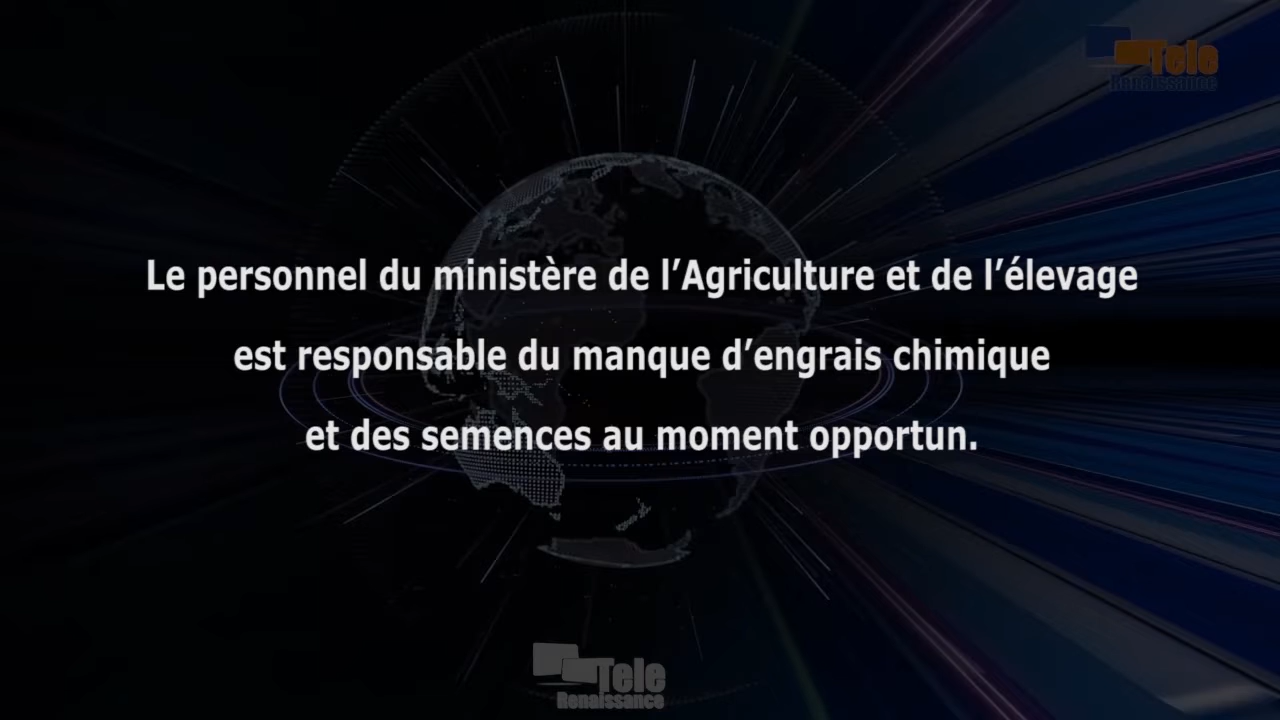 Tele
Renaissance
Le personnel du ministère de l’Agriculture et de l’élevage
est responsable du manque d’engrais chimique
et des semences au moment opportun.
Tele
Renaissance